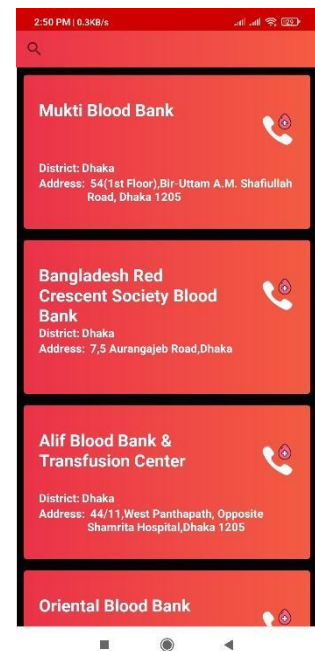 2:50 PM | 0.3KB/s
Mukti Blood Bank
District: Dhaka
Address: 54(1st Floor),Bir-Uttam A.M. Shafiullah
Road, Dhaka 1205
Bangladesh Red
Crescent Society Blood
Bank
District: Dhaka
Address: 7,5 Aurangajeb Road,Dhaka
Alif Blood Bank &
Transfusion Center
District: Dhaka
Address: 44/11,West Panthapath, Opposite
Shamrita Hospital,Dhaka 1205
Oriental Blood Bank